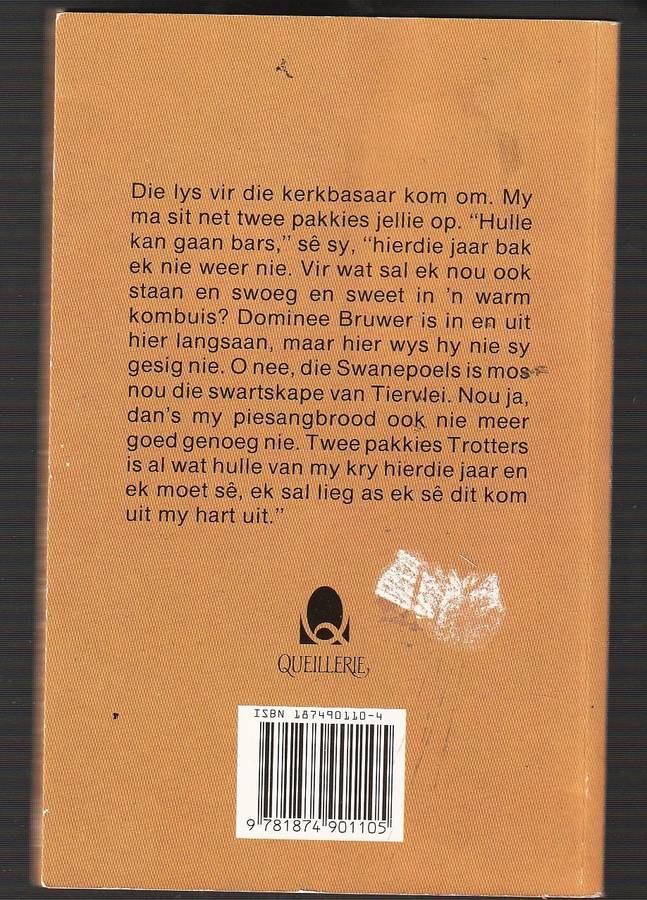 Die lys vir die kerkbasaar kom om. My
ma sit net twee pakkies jellie op. “Hulle
kan gaan bars,” sê sy, “hierdie jaar bak
ek nie weer nie. Vir wat sal ek nou ook
staan en swoeg en sweet in 'n warm
kombuis? Dominee Bruwer is in en uit
hier langsaan, maar hier wys hy nie sy
gesig nie. O nee, die Swanepoels is mos
nou die swartskape van Tiervlei. Nou ja,
dan's my piesangbrood ook nie meer
goed genoeg nie. Twee pakkies Trotters
is al wat hulle van my kry hierdie jaar en
ek moet sê, ek sal lieg as ek sê dit kom
uit my hart uit.”
QUEILLERIE
ISBN 187490110-4
9 781874 901105